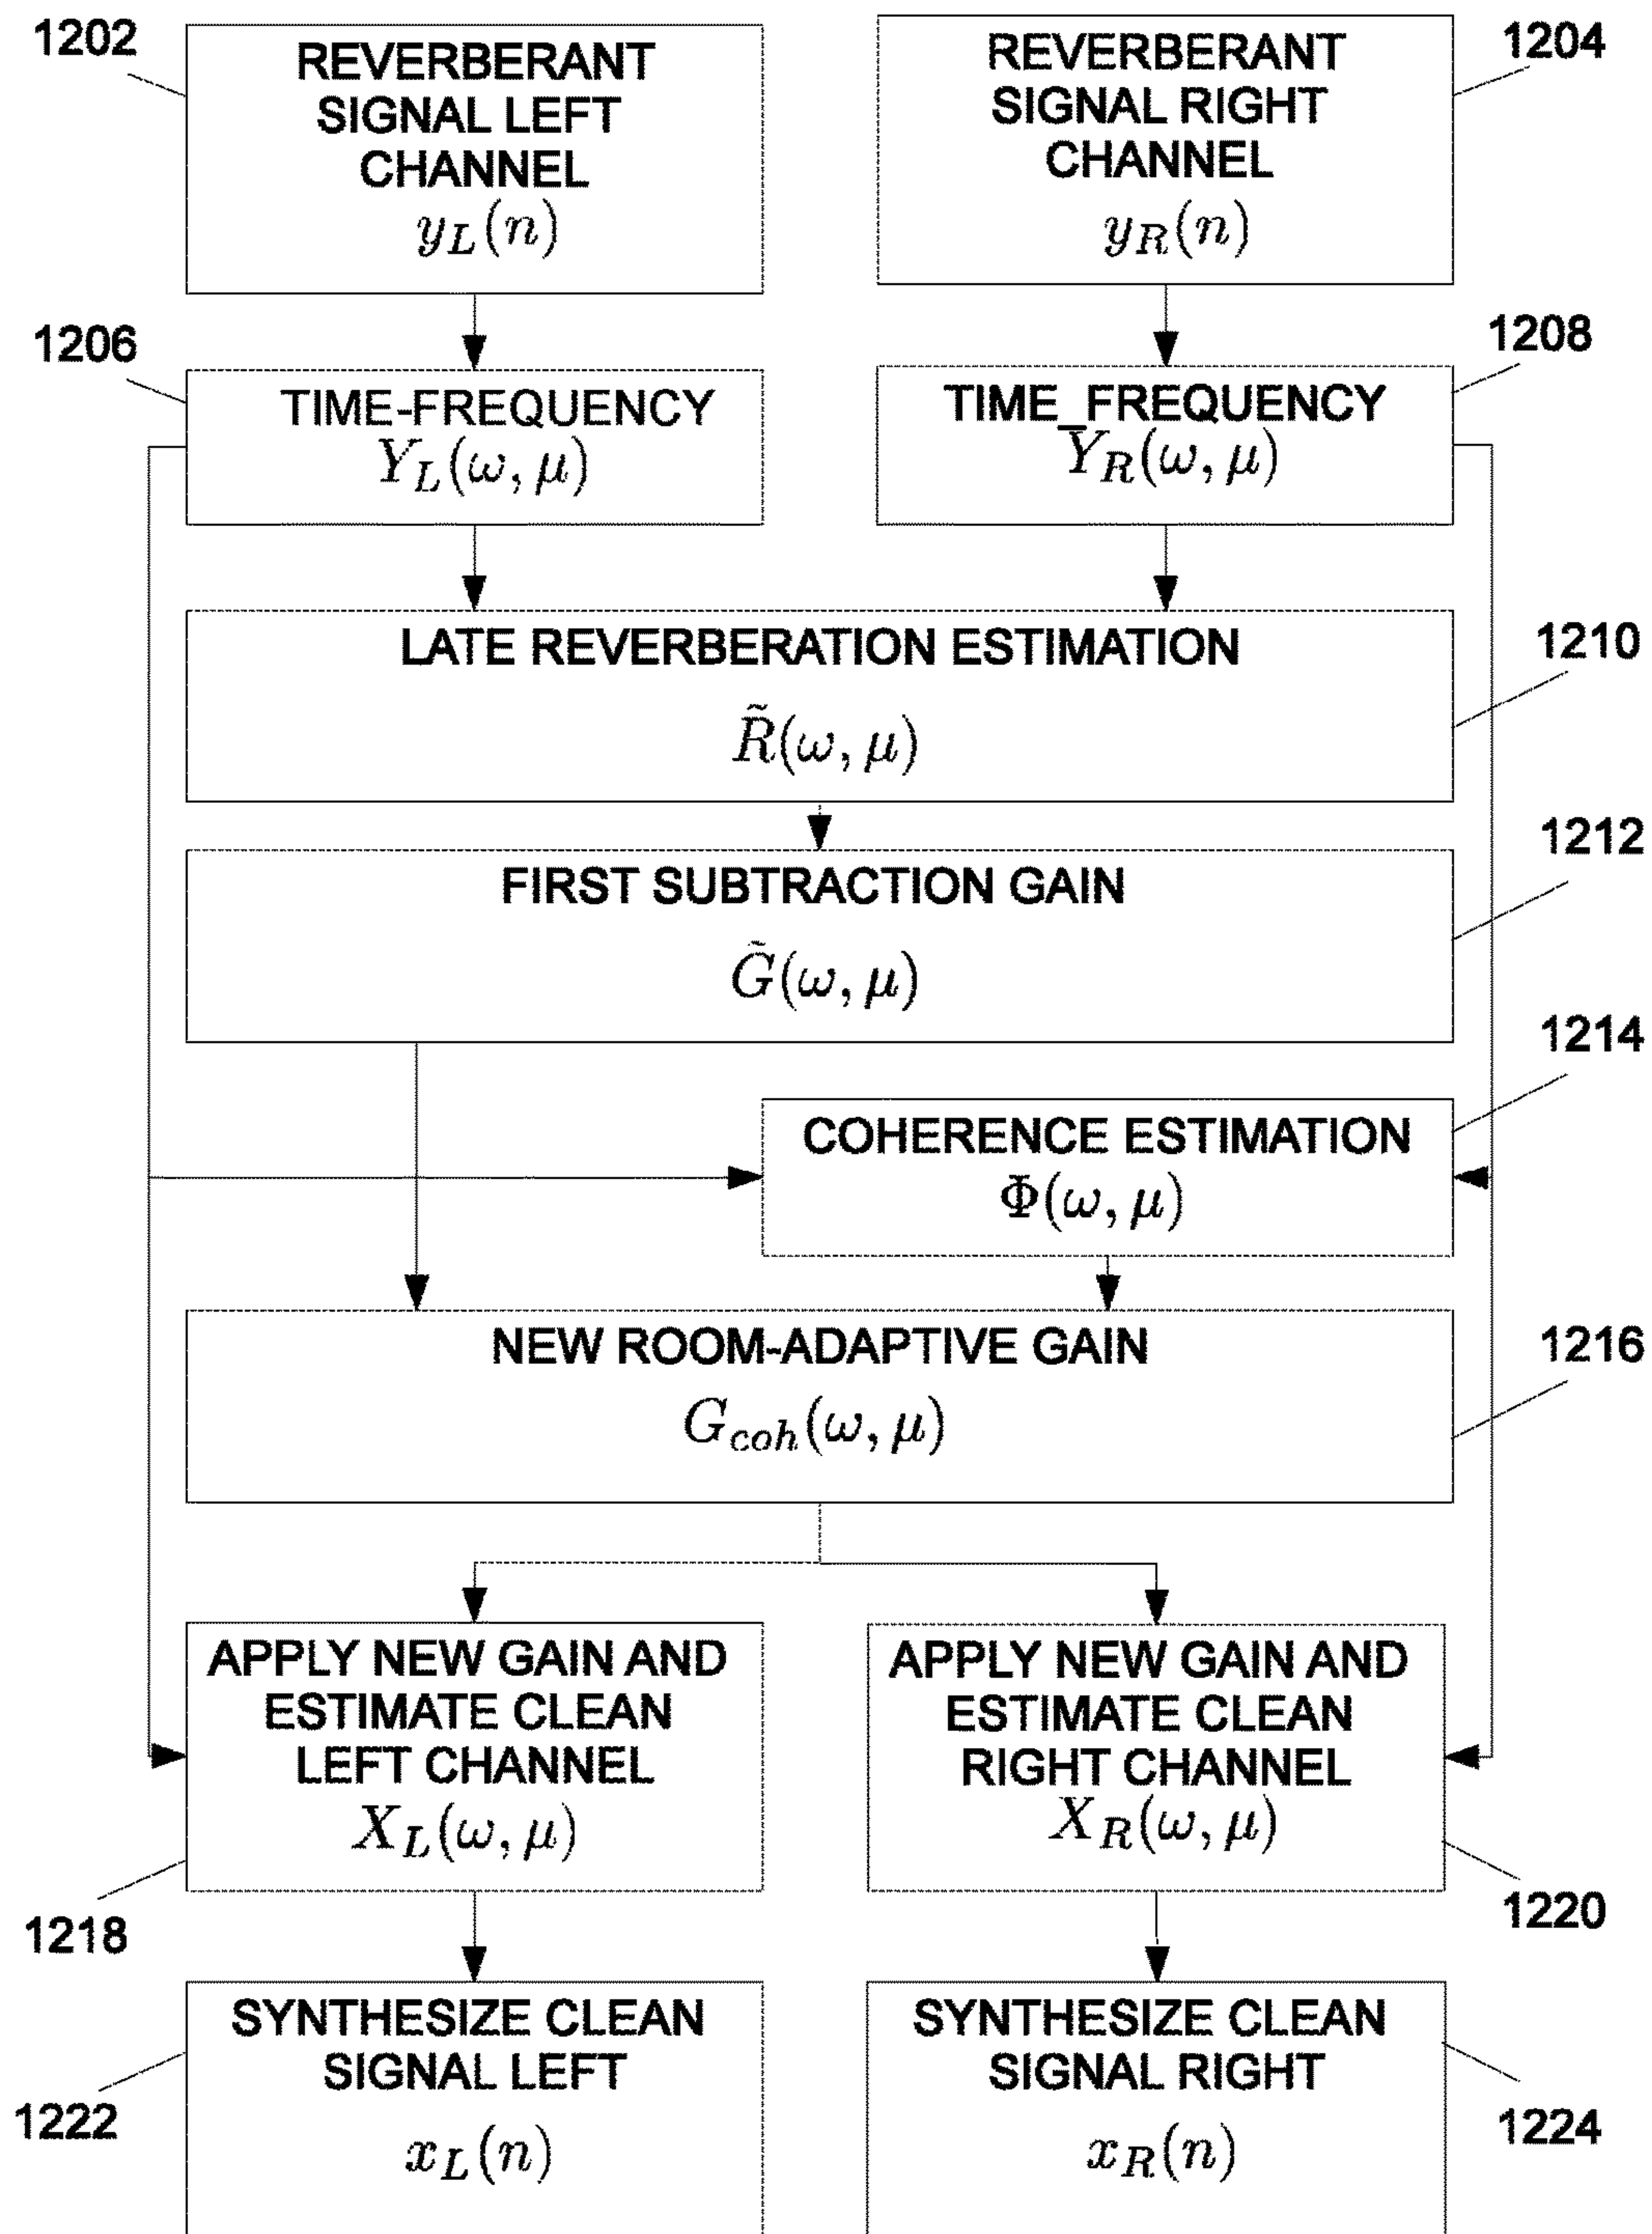 1202
REVERBERANT
SIGNAL LEFT
CHANNEL
y_L(n)
REVERBERANT
SIGNAL RIGHT
CHANNEL
y_R(n)
1204
1206
TIME-FREQUENCY
Y_L(ω, μ)
TIME_FREQUENCY
Y_R(ω, μ)
1208
LATE REVERBERATION ESTIMATION
R̃(ω, μ)
1210
FIRST SUBTRACTION GAIN
G̃(ω, μ)
1212
COHERENCE ESTIMATION
Φ(ω, μ)
1214
NEW ROOM-ADAPTIVE GAIN
G_coh(ω, μ)
1216
APPLY NEW GAIN AND
ESTIMATE CLEAN
LEFT CHANNEL
X_L(ω, μ)
1218
APPLY NEW GAIN AND
ESTIMATE CLEAN
RIGHT CHANNEL
X_R(ω, μ)
1220
SYNTHESIZE CLEAN
SIGNAL LEFT
x_L(n)
1222
SYNTHESIZE CLEAN
SIGNAL RIGHT
x_R(n)
1224